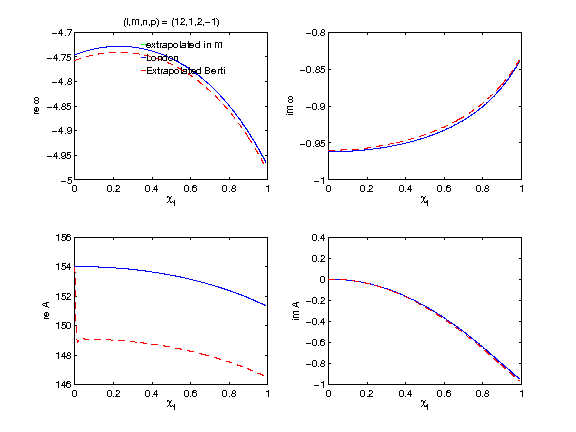 (l,m,n,p) = (12,1,2,−1)
extrapolated in M
London
Extrapolated Berti
re ω
−4.7
−4.75
−4.8
−4.85
−4.9
−4.95
−5
0 0.2 0.4 0.6 0.8 1
χf
im ω
−0.8
−0.85
−0.9
−0.95
−1
0 0.2 0.4 0.6 0.8 1
χf
re A
156
154
152
150
148
146
0 0.2 0.4 0.6 0.8 1
χf
im A
0.4
0.2
0
−0.2
−0.4
−0.6
−0.8
−1
0 0.2 0.4 0.6 0.8 1
χf